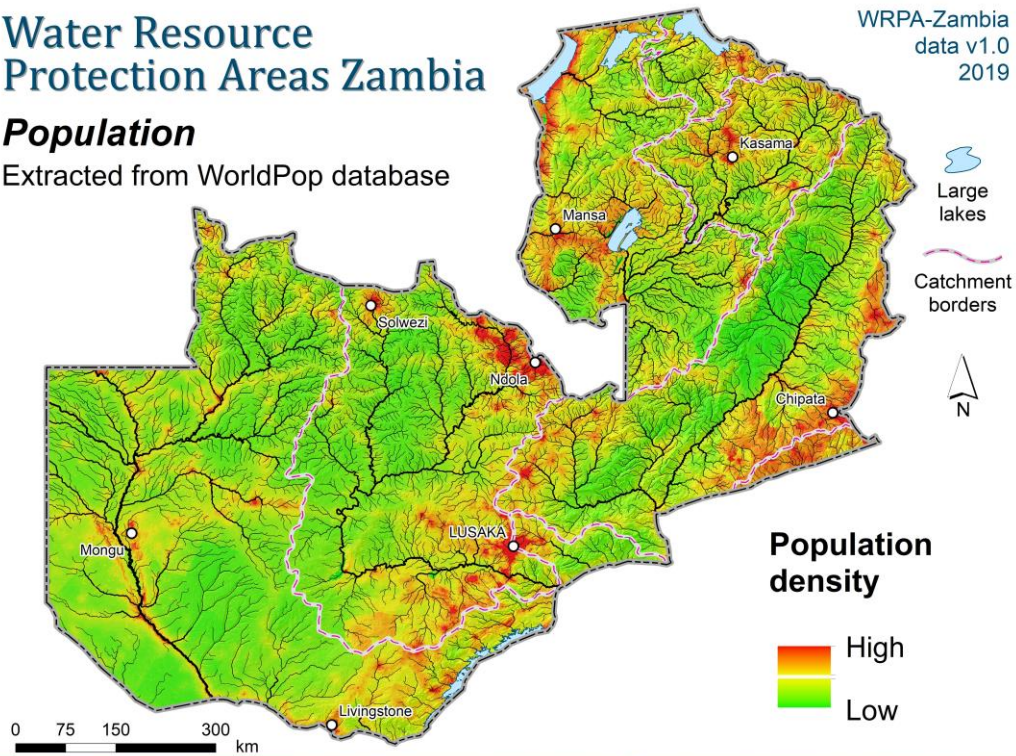 Water Resource
Protection Areas Zambia
Population
Extracted from WorldPop database
WRPA-Zambia
data v1.0
2019
Large
lakes
Catchment
borders
N
Kasama
Mansa
Solwezi
Ndola
Chipata
LUSAKA
Mongu
Livingstone
Population
density
High
Low
0 75 150 300
km